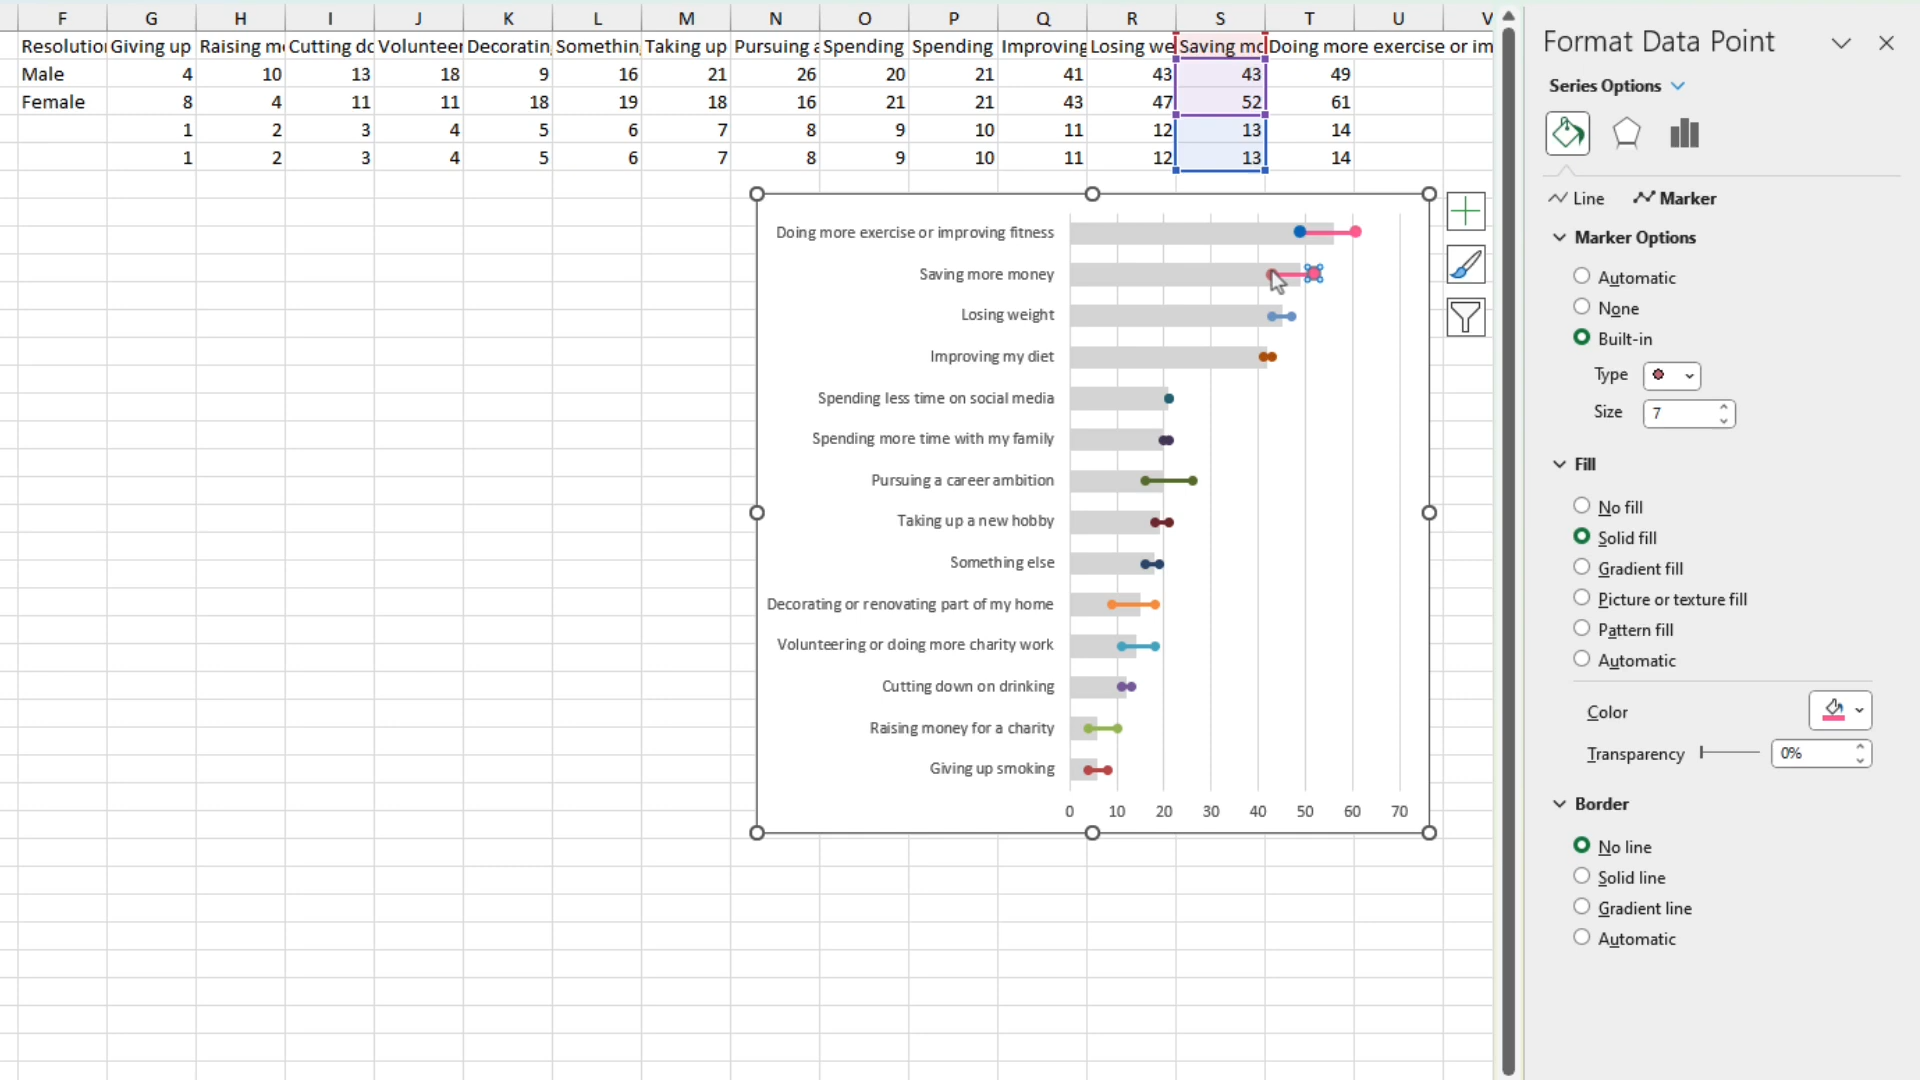 F G H I J K L M N O P Q R S T U V
Resolutio Giving up Raising m Cutting dc Volunteer Decoratin Somethin Taking up Pursuing a Spending Spending Improving Losing we Saving mc Doing more exercise or im
Male 4 10 13 18 9 16 21 26 20 21 41 43 43 49
Female 8 4 11 11 18 19 18 16 21 21 43 47 52 61
1 2 3 4 5 6 7 8 9 10 11 12 13 14
1 2 3 4 5 6 7 8 9 10 11 12 13 14
Doing more exercise or improving fitness
Saving more money
Losing weight
Improving my diet
Spending less time on social media
Spending more time with my family
Pursuing a career ambition
Taking up a new hobby
Something else
Decorating or renovating part of my home
Volunteering or doing more charity work
Cutting down on drinking
Raising money for a charity
Giving up smoking
0 10 20 30 40 50 60 70
Format Data Point
Series Options
Line Marker
Marker Options
Automatic
None
Built-in
Type
Size 7
Fill
No fill
Solid fill
Gradient fill
Picture or texture fill
Pattern fill
Automatic
Color
Transparency 0%
Border
No line
Solid line
Gradient line
Automatic